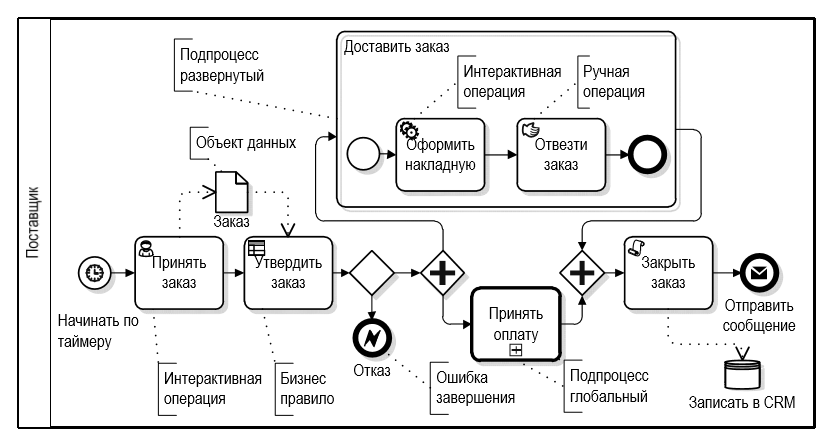 Поставщик
Подпроцесс
развернутый
Доставить заказ
Интерактивная
операция
Ручная
операция
Объект данных
Оформить
накладную
Отвезти
заказ
Заказ
Принять
заказ
Утвердить
заказ
Закрыть
заказ
Начинать по
таймеру
Принять
оплату
Отправить
сообщение
Отказ
Интерактивная
операция
Бизнес
правило
Ошибка
завершения
Подпроцесс
глобальный
Записать в CRM